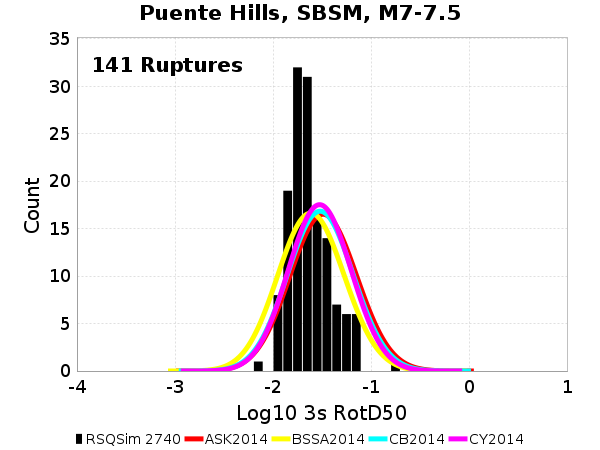 Puente Hills, SBSM, M7-7.5
141 Ruptures
35
30
25
20
15
10
5
0
Count
-4 -3 -2 -1 0 1
Log10 3s RotD50
RSQSim 2740 ASK2014 BSSA2014 CB2014 CY2014